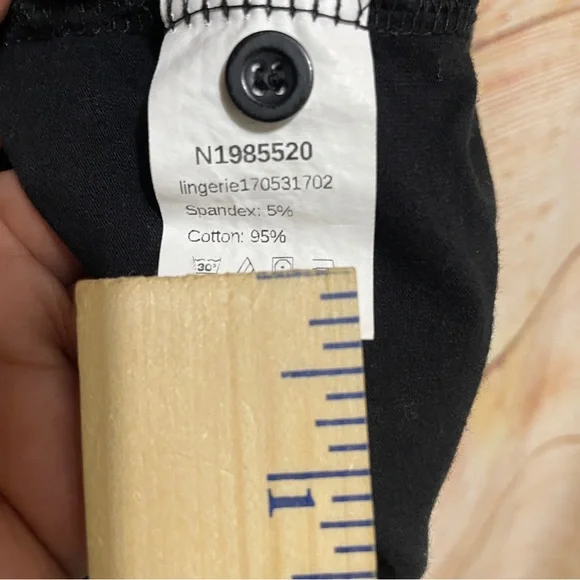 N1985520
lingerie170531702
Spandex: 5%
Cotton: 95%
30°
1